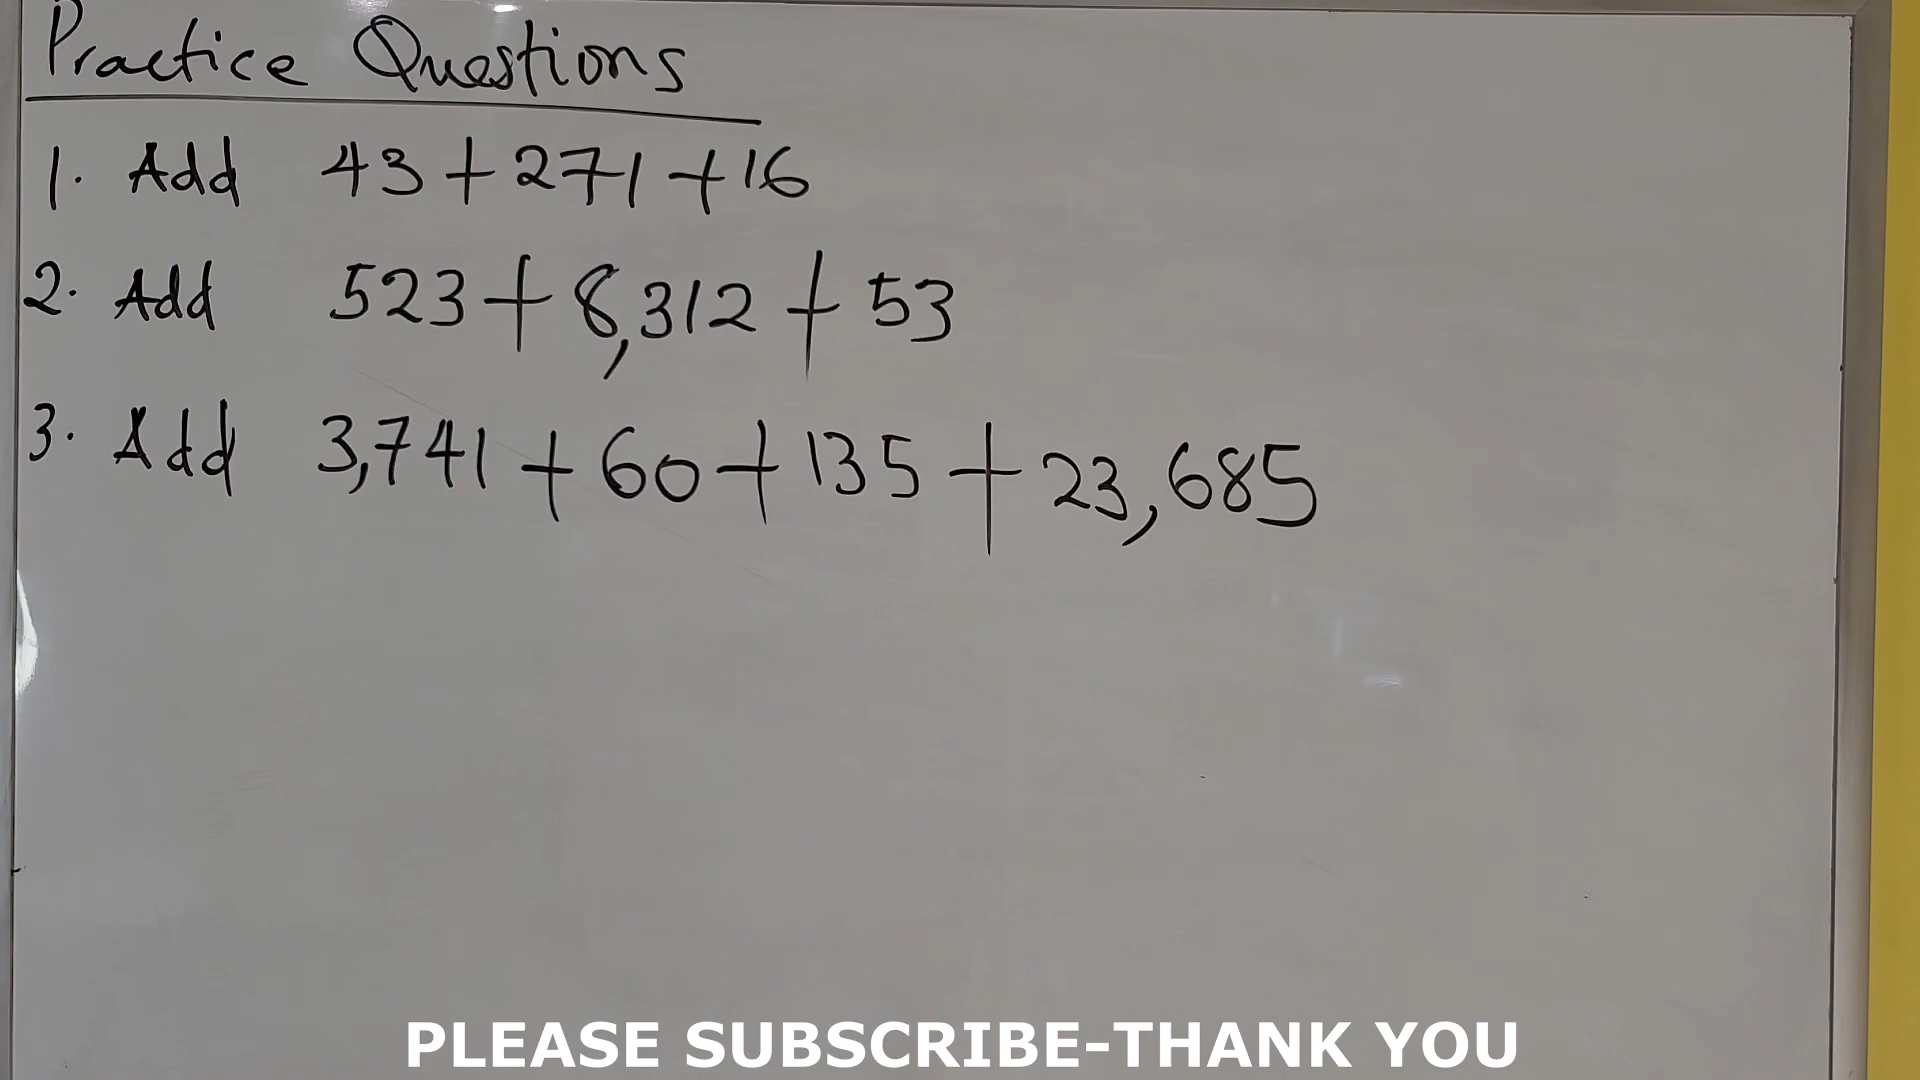 Practice Questions
1. Add 43+271+16
2. Add 523+8,312+53
3. Add 3,741+60+135+23,685
PLEASE SUBSCRIBE-THANK YOU